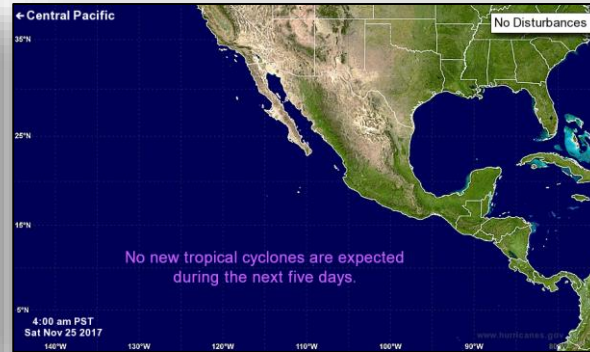 ←Central Pacific
No Disturbances
35°N
25°N
15°N
No new tropical cyclones are expected
during the next five days.
5°N
4:00 am PST
Sat Nov 25 2017
www.hurricanes.gov
140°W 130°W 120°W 110°W 100°W 90°W